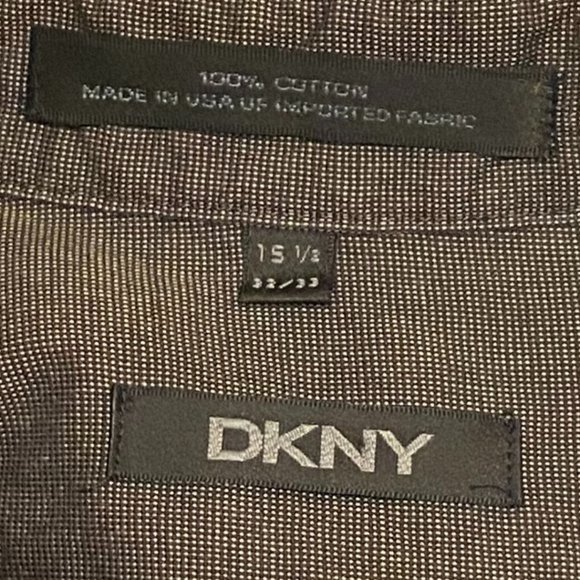 100% COTTON
MADE IN USA OF IMPORTED FABRIC
15 1/2
32/33
DKNY